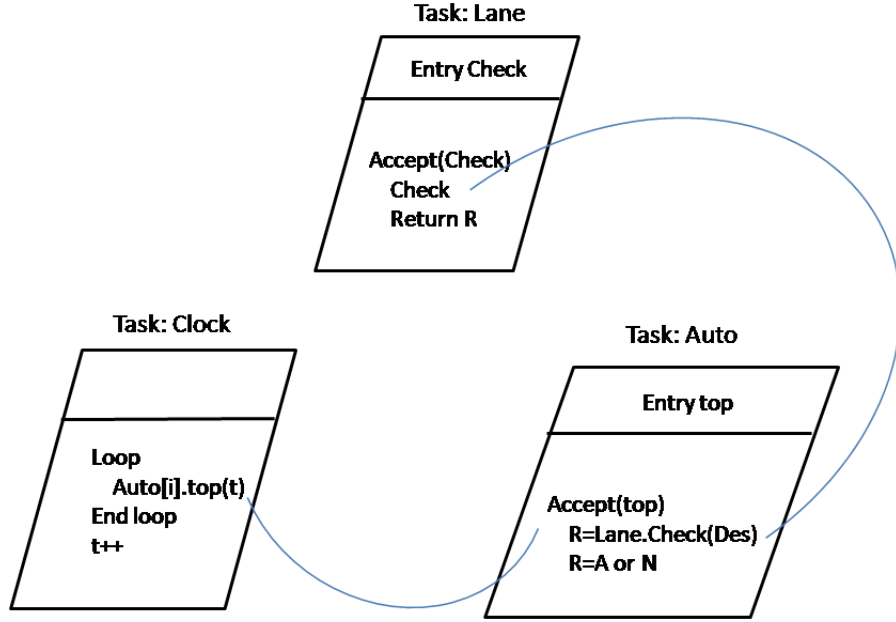 Task: Lane
Entry Check
Accept(Check)
Check
Return R
Task: Clock
Loop
Auto[i].top(t)
End loop
t++
Task: Auto
Entry top
Accept(top)
R=Lane.Check(Des)
R=A or N